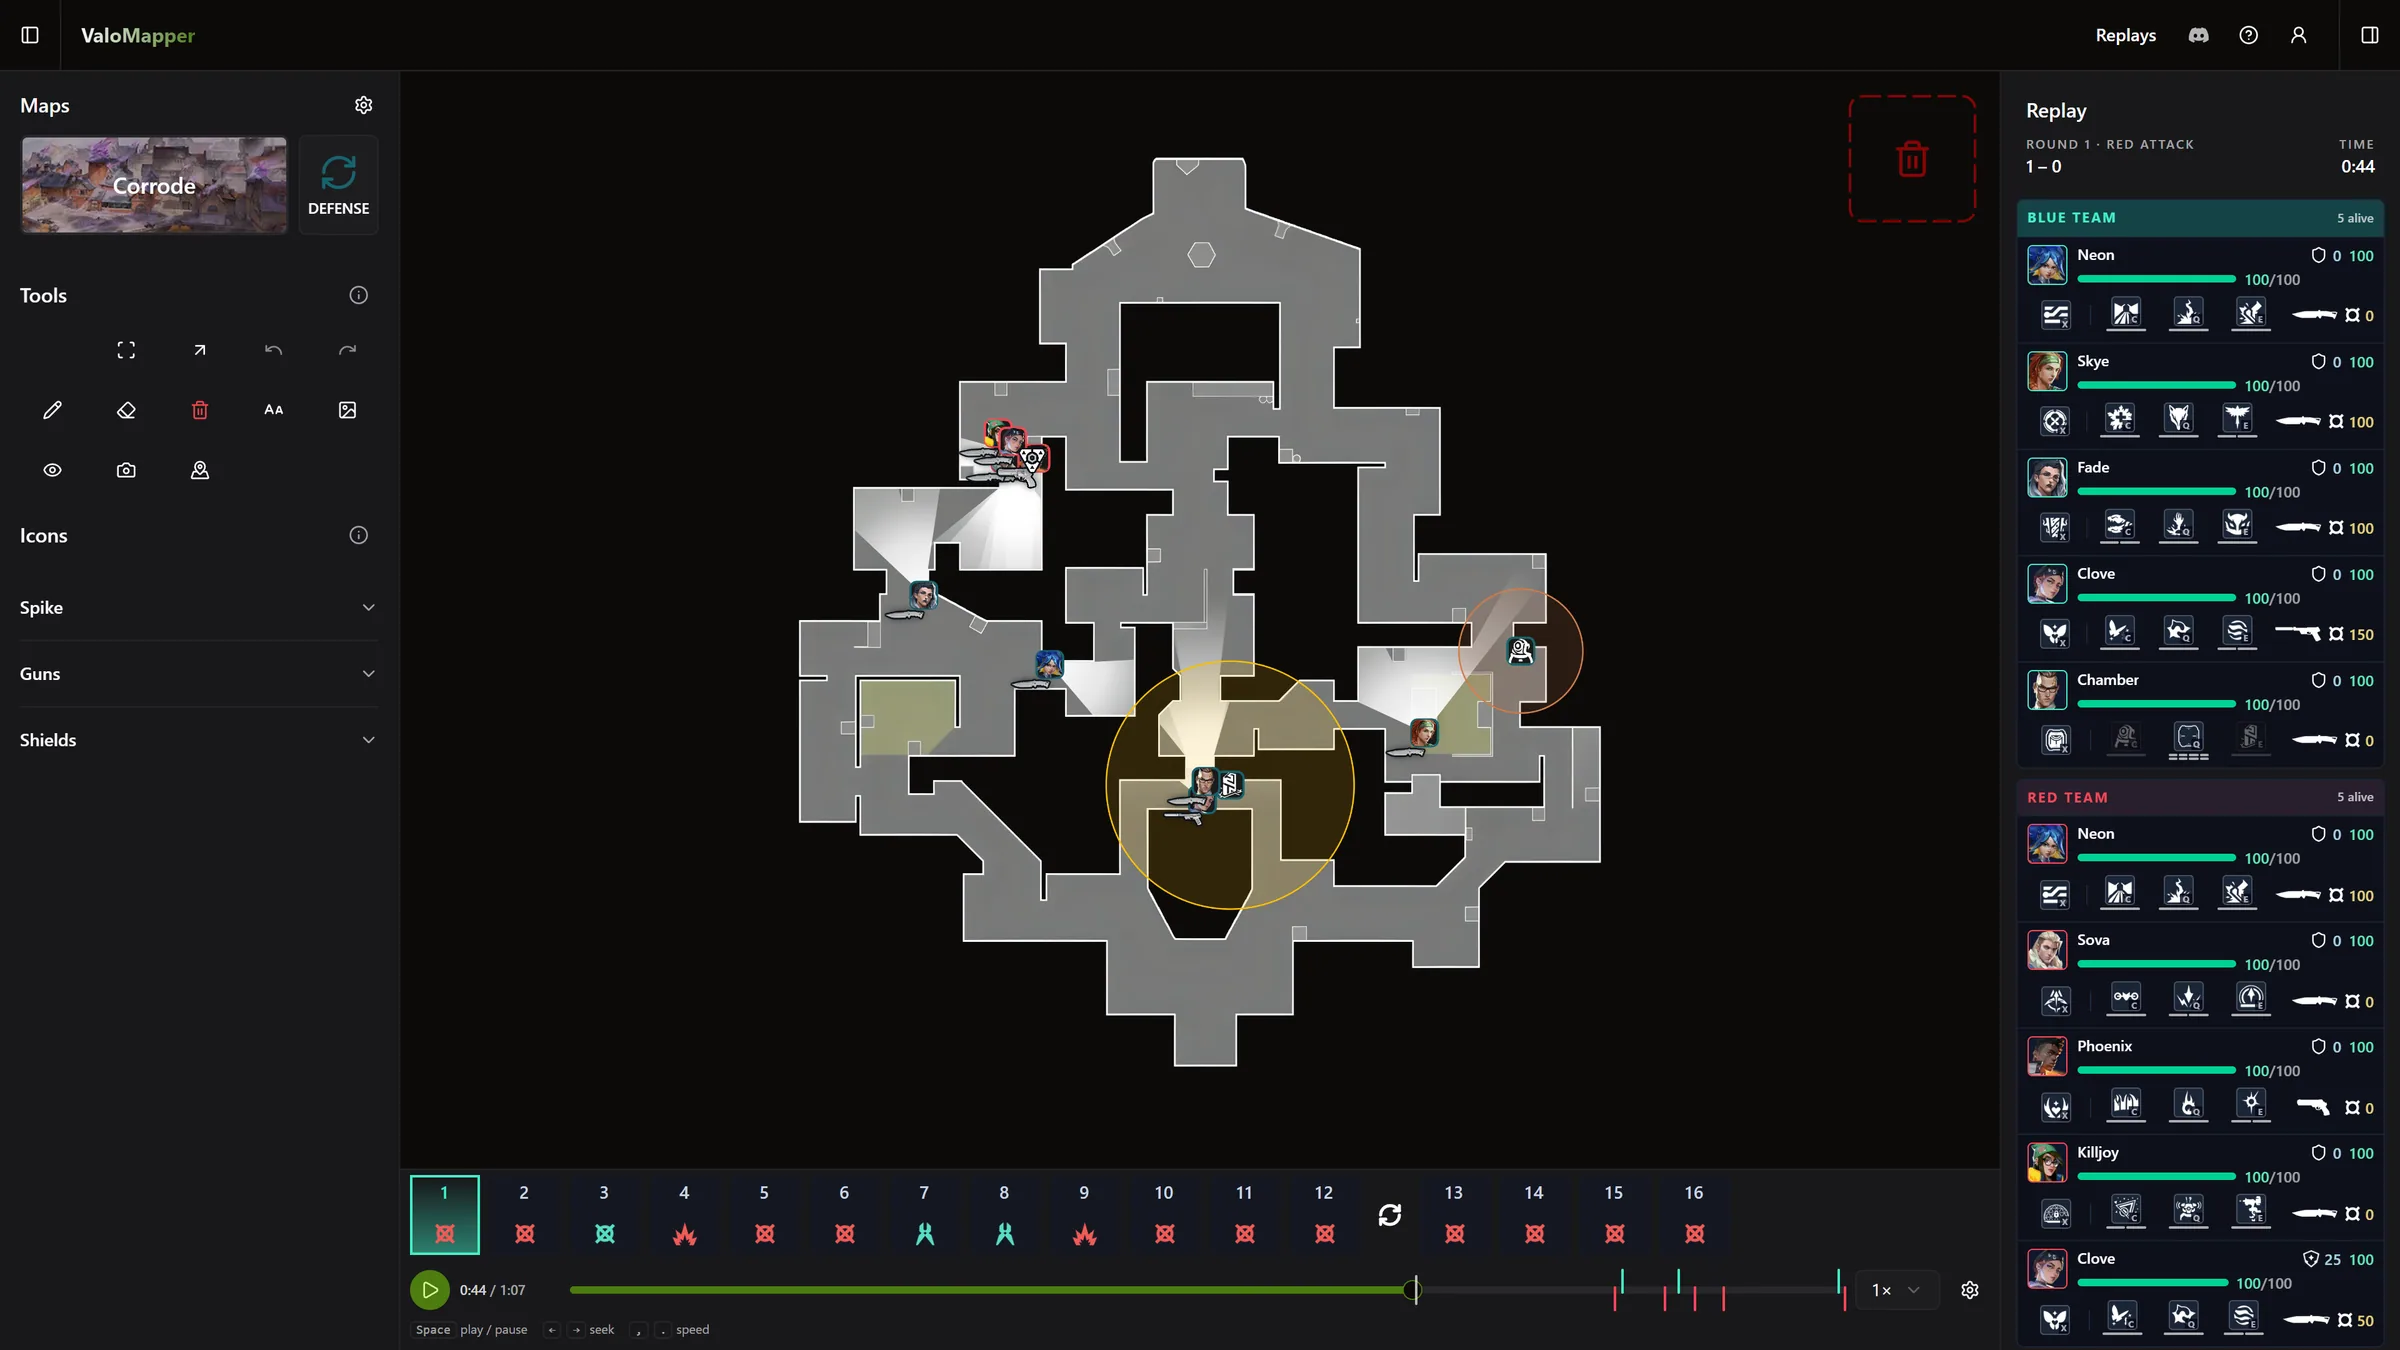 ValoMapper
Replays
Maps
Corrode
DEFENSE
Tools
AA
Icons
Spike
Guns
Shields
Replay
ROUND 1 · RED ATTACK
TIME
1 – 0
0:44
BLUE TEAM
5 alive
Neon
0 100
100/100
X C Q E 0
Skye
0 100
100/100
X C Q E 100
Fade
0 100
100/100
X C Q E 100
Clove
0 100
100/100
X C Q E 150
Chamber
0 100
100/100
X C Q E 0
RED TEAM
5 alive
Neon
0 100
100/100
X C Q E 100
Sova
0 100
100/100
X C Q E 0
Phoenix
0 100
100/100
X C Q E 0
Killjoy
0 100
100/100
X C Q E 0
Clove
25 100
100/100
X C Q E 50
1 2 3 4 5 6 7 8 9 10 11 12 13 14 15 16
0:44 / 1:07
1×
Space play / pause ← → seek , . speed